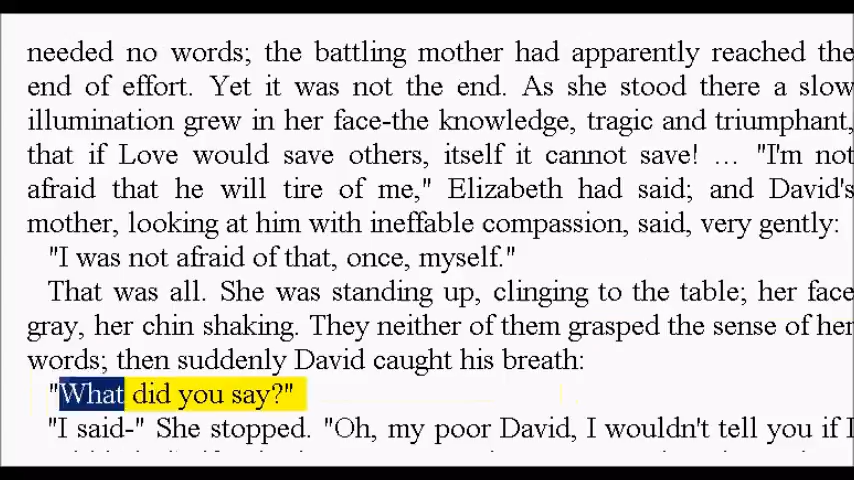 needed no words; the battling mother had apparently reached the
end of effort. Yet it was not the end. As she stood there a slow
illumination grew in her face-the knowledge, tragic and triumphant,
that if Love would save others, itself it cannot save! ... "I'm not
afraid that he will tire of me," Elizabeth had said; and David's
mother, looking at him with ineffable compassion, said, very gently:
"I was not afraid of that, once, myself."
That was all. She was standing up, clinging to the table; her face
gray, her chin shaking. They neither of them grasped the sense of her
words; then suddenly David caught his breath:
"What did you say?"
"I said-" She stopped. "Oh, my poor David, I wouldn't tell you if I